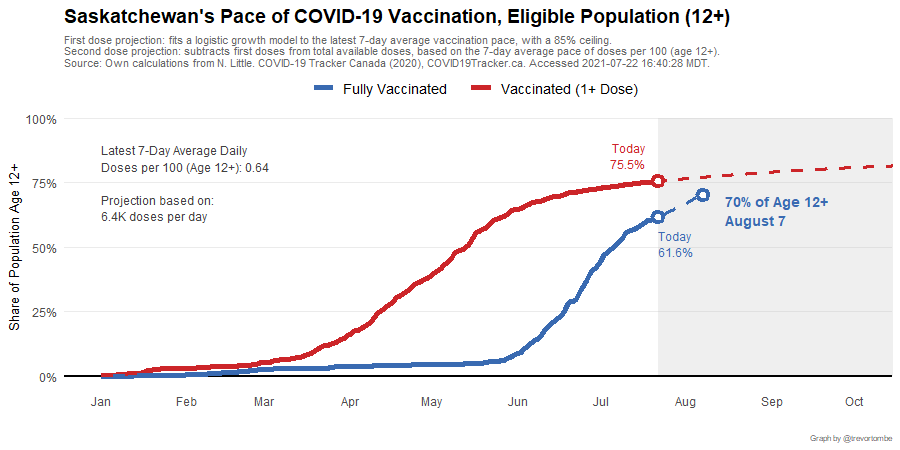 Saskatchewan's Pace of COVID-19 Vaccination, Eligible Population (12+)
First dose projection: fits a logistic growth model to the latest 7-day average vaccination pace, with a 85% ceiling.
Second dose projection: subtracts first doses from total available doses, based on the 7-day average pace of doses per 100 (age 12+).
Source: Own calculations from N. Little. COVID-19 Tracker Canada (2020), COVID19Tracker.ca. Accessed 2021-07-22 16:40:28 MDT.
Fully Vaccinated
Vaccinated (1+ Dose)
Share of Population Age 12+
100%
75%
50%
25%
0%
Latest 7-Day Average Daily
Doses per 100 (Age 12+): 0.64
Projection based on:
6.4K doses per day
Today
75.5%
70% of Age 12+
August 7
Today
61.6%
Jan Feb Mar Apr May Jun Jul Aug Sep Oct
Graph by @trevortombe